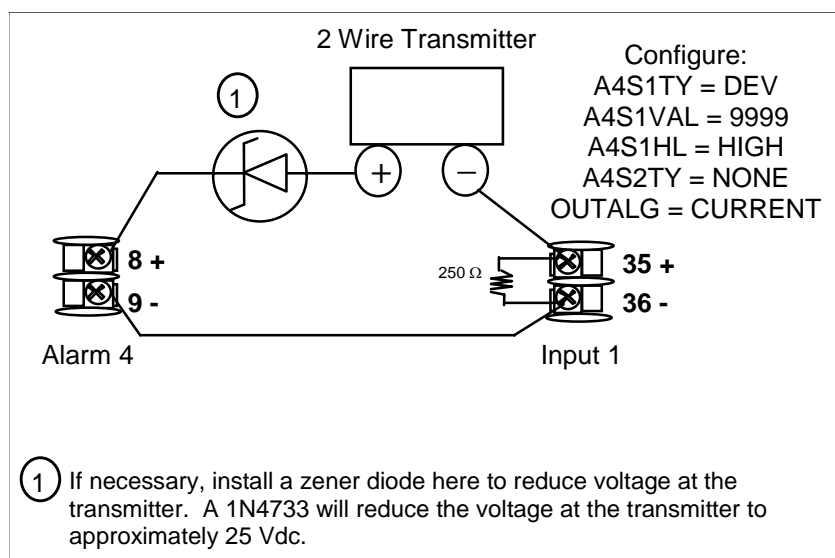 2 Wire Transmitter
Configure:
A4S1TY = DEV
A4S1VAL = 9999
A4S1HL = HIGH
A4S2TY = NONE
OUTALG = CURRENT
1
+
−
8 +
9 -
250 Ω
35 +
36 -
Alarm 4
Input 1
1 If necessary, install a zener diode here to reduce voltage at the
transmitter. A 1N4733 will reduce the voltage at the transmitter to
approximately 25 Vdc.